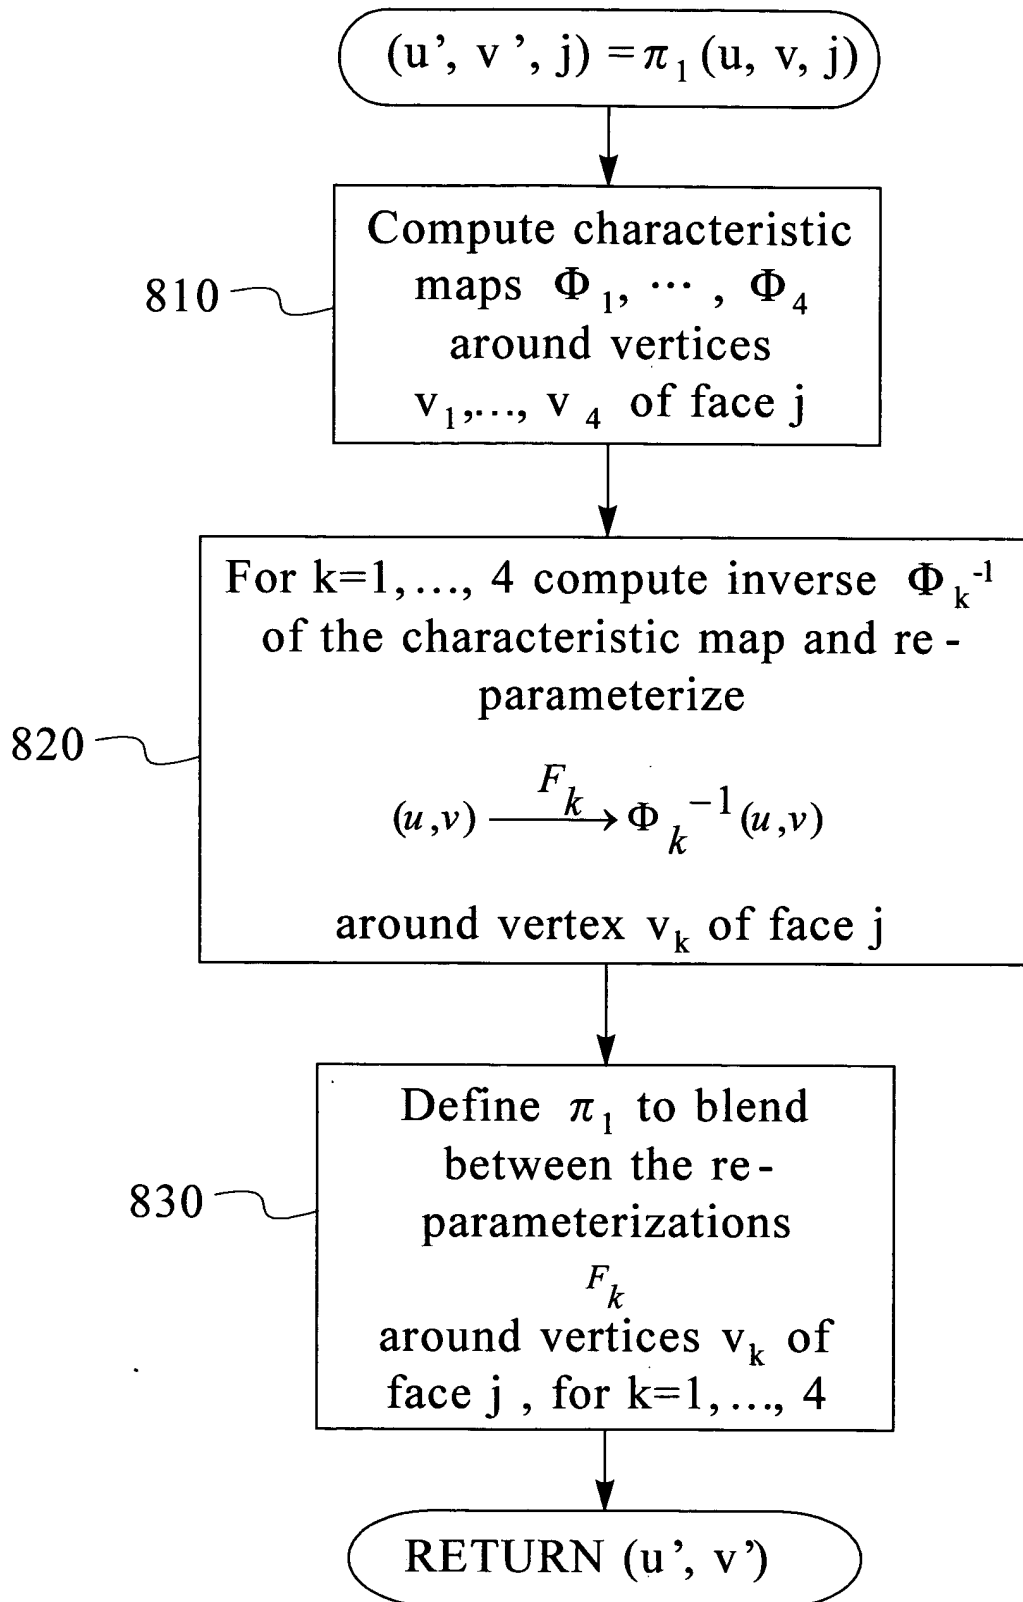 (u’, v ’, j) = π₁ (u, v, j)
Compute characteristic
maps Φ₁, ⋯ , Φ₄
around vertices
v₁,..., v ₄ of face j
810
For k=1,..., 4 compute inverse Φₖ⁻¹
of the characteristic map and re -
parameterize
820
(u,v) —Fₖ→ Φₖ⁻¹(u,v)
around vertex vₖ of face j
Define π₁ to blend
between the re -
parameterizations
830
Fₖ
around vertices vₖ of
face j , for k=1,..., 4
RETURN (u’, v’)